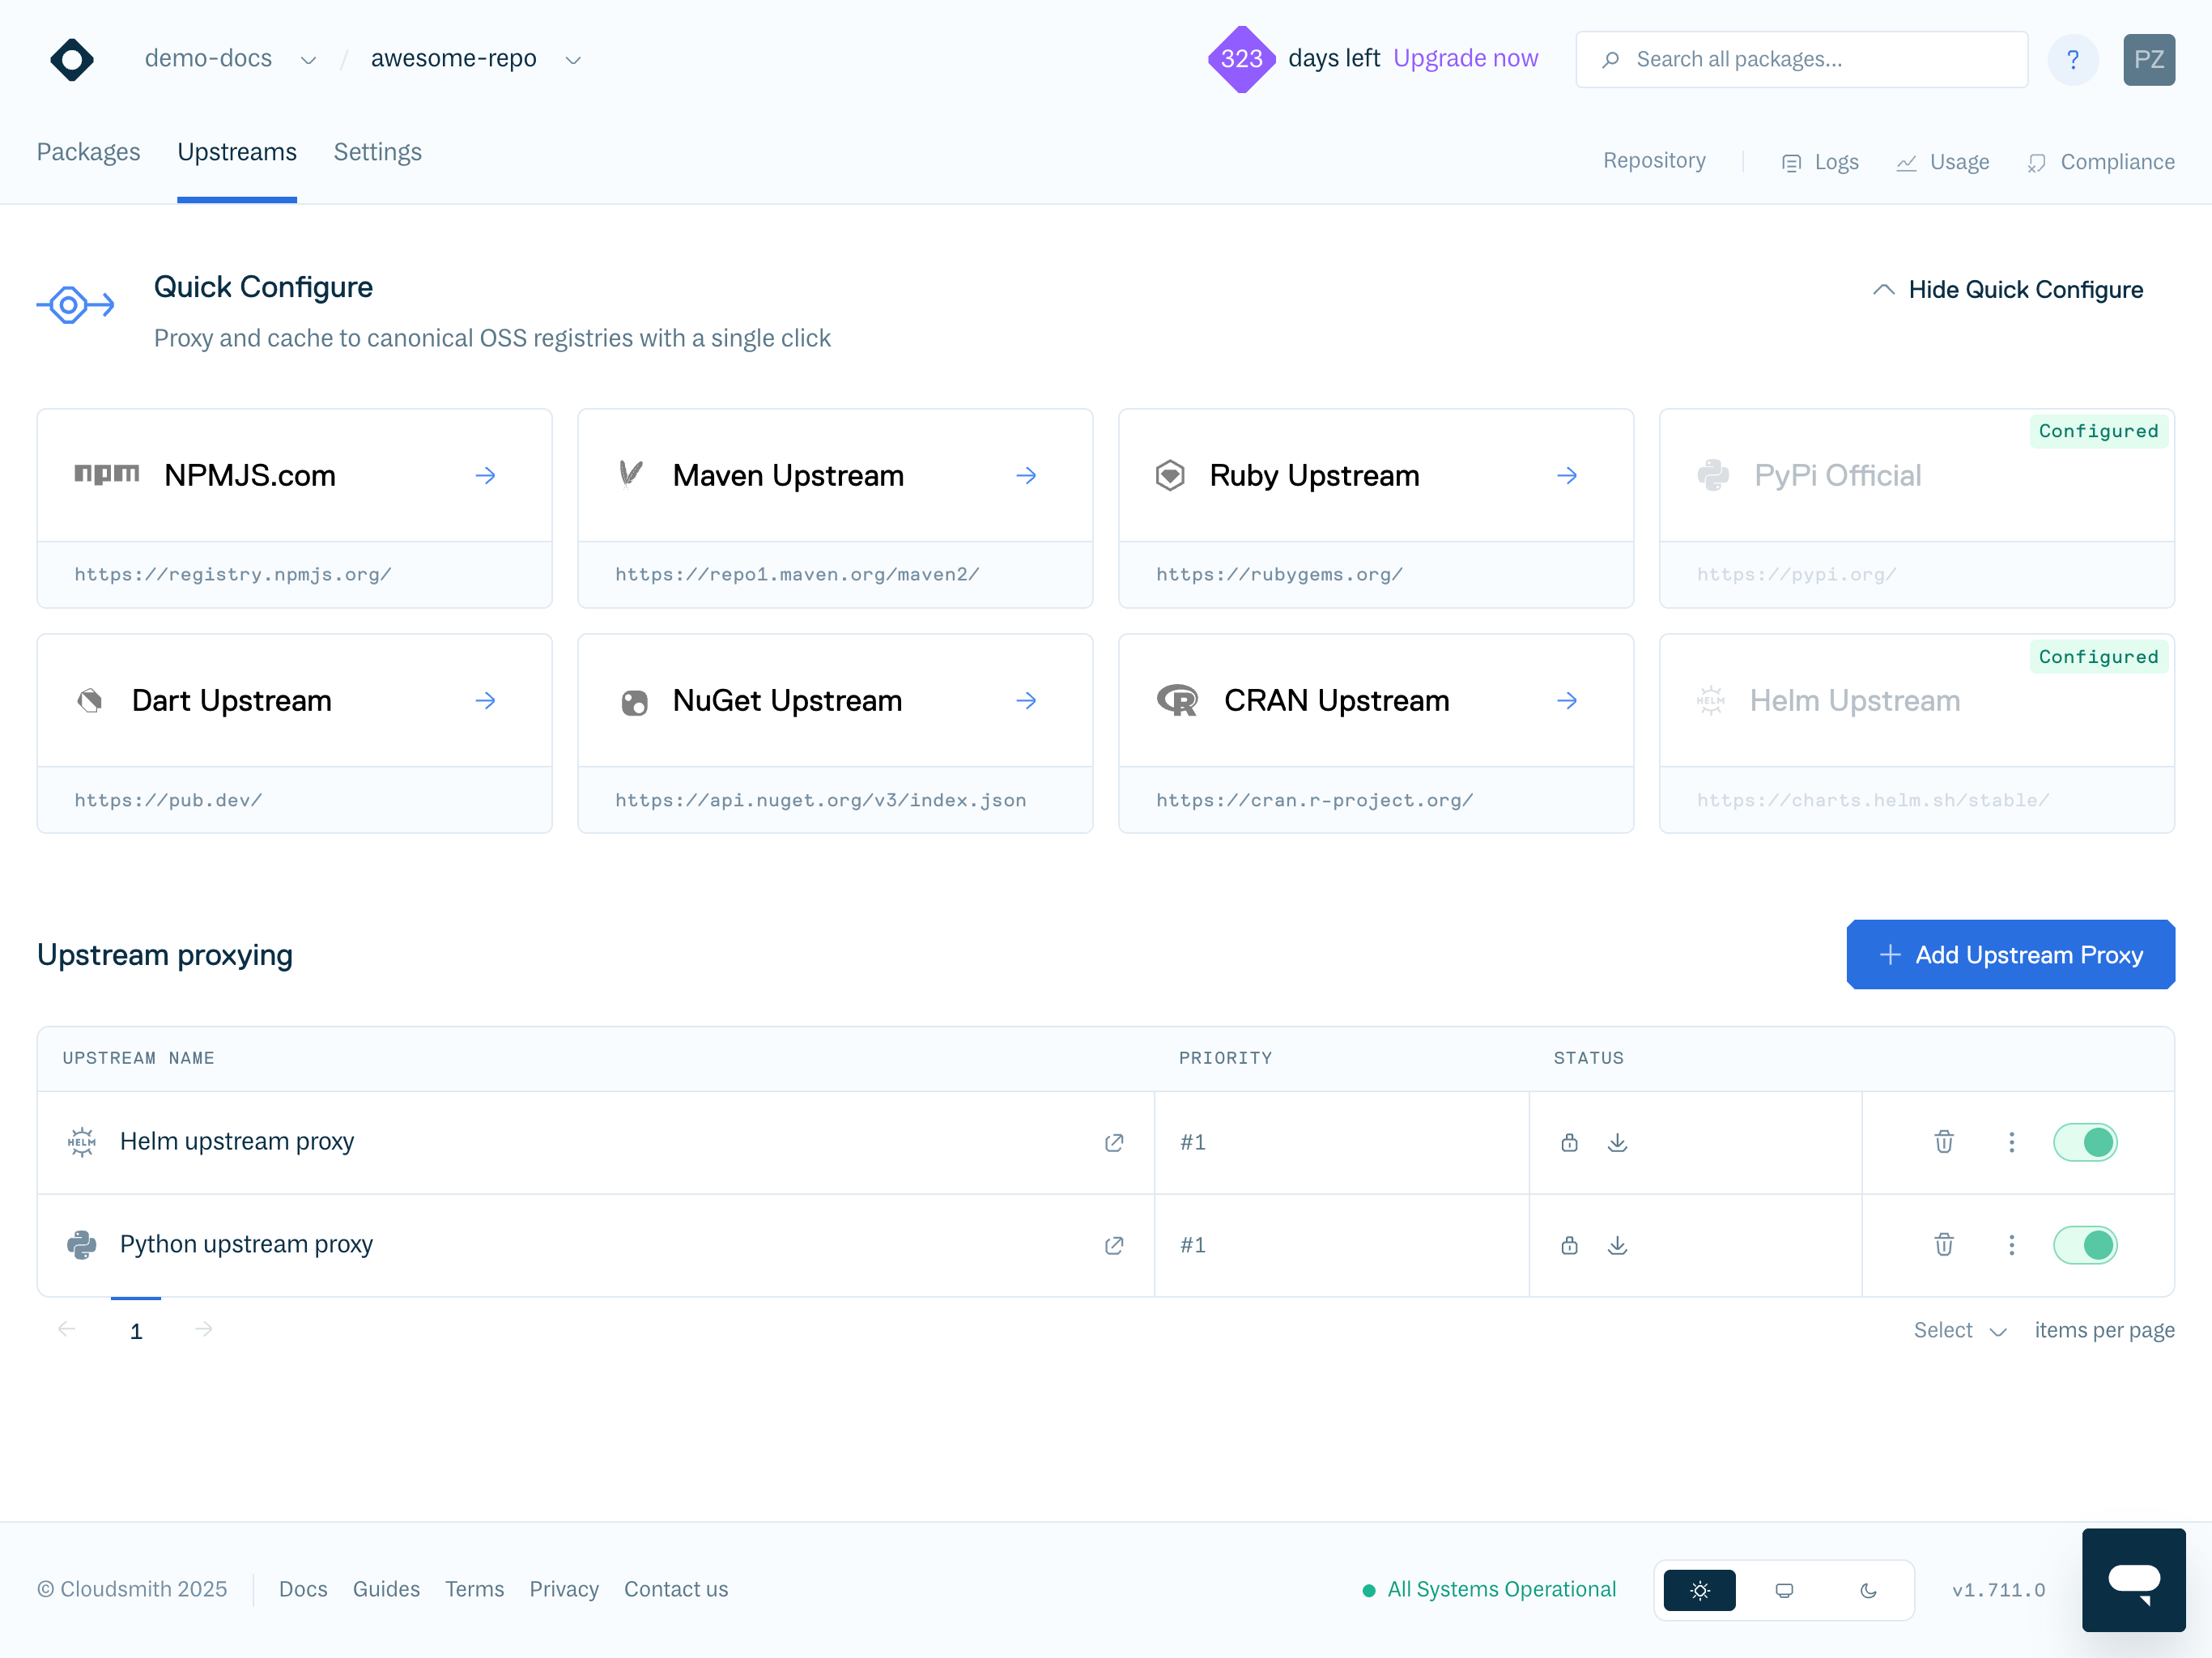 demo-docs / awesome-repo
323 days left Upgrade now
Search all packages...
?
PZ
Packages Upstreams Settings
Repository Logs Usage Compliance
Quick Configure
Hide Quick Configure
Proxy and cache to canonical OSS registries with a single click
npm NPMJS.com
https://registry.npmjs.org/
Maven Upstream
https://repo1.maven.org/maven2/
Ruby Upstream
https://rubygems.org/
Configured
PyPi Official
https://pypi.org/
Dart Upstream
https://pub.dev/
NuGet Upstream
https://api.nuget.org/v3/index.json
R CRAN Upstream
https://cran.r-project.org/
Configured
HELM Helm Upstream
https://charts.helm.sh/stable/
Upstream proxying
Add Upstream Proxy
UPSTREAM NAME PRIORITY STATUS
HELM Helm upstream proxy #1
Python upstream proxy #1
1
Select items per page
© Cloudsmith 2025 Docs Guides Terms Privacy Contact us
All Systems Operational
v1.711.0